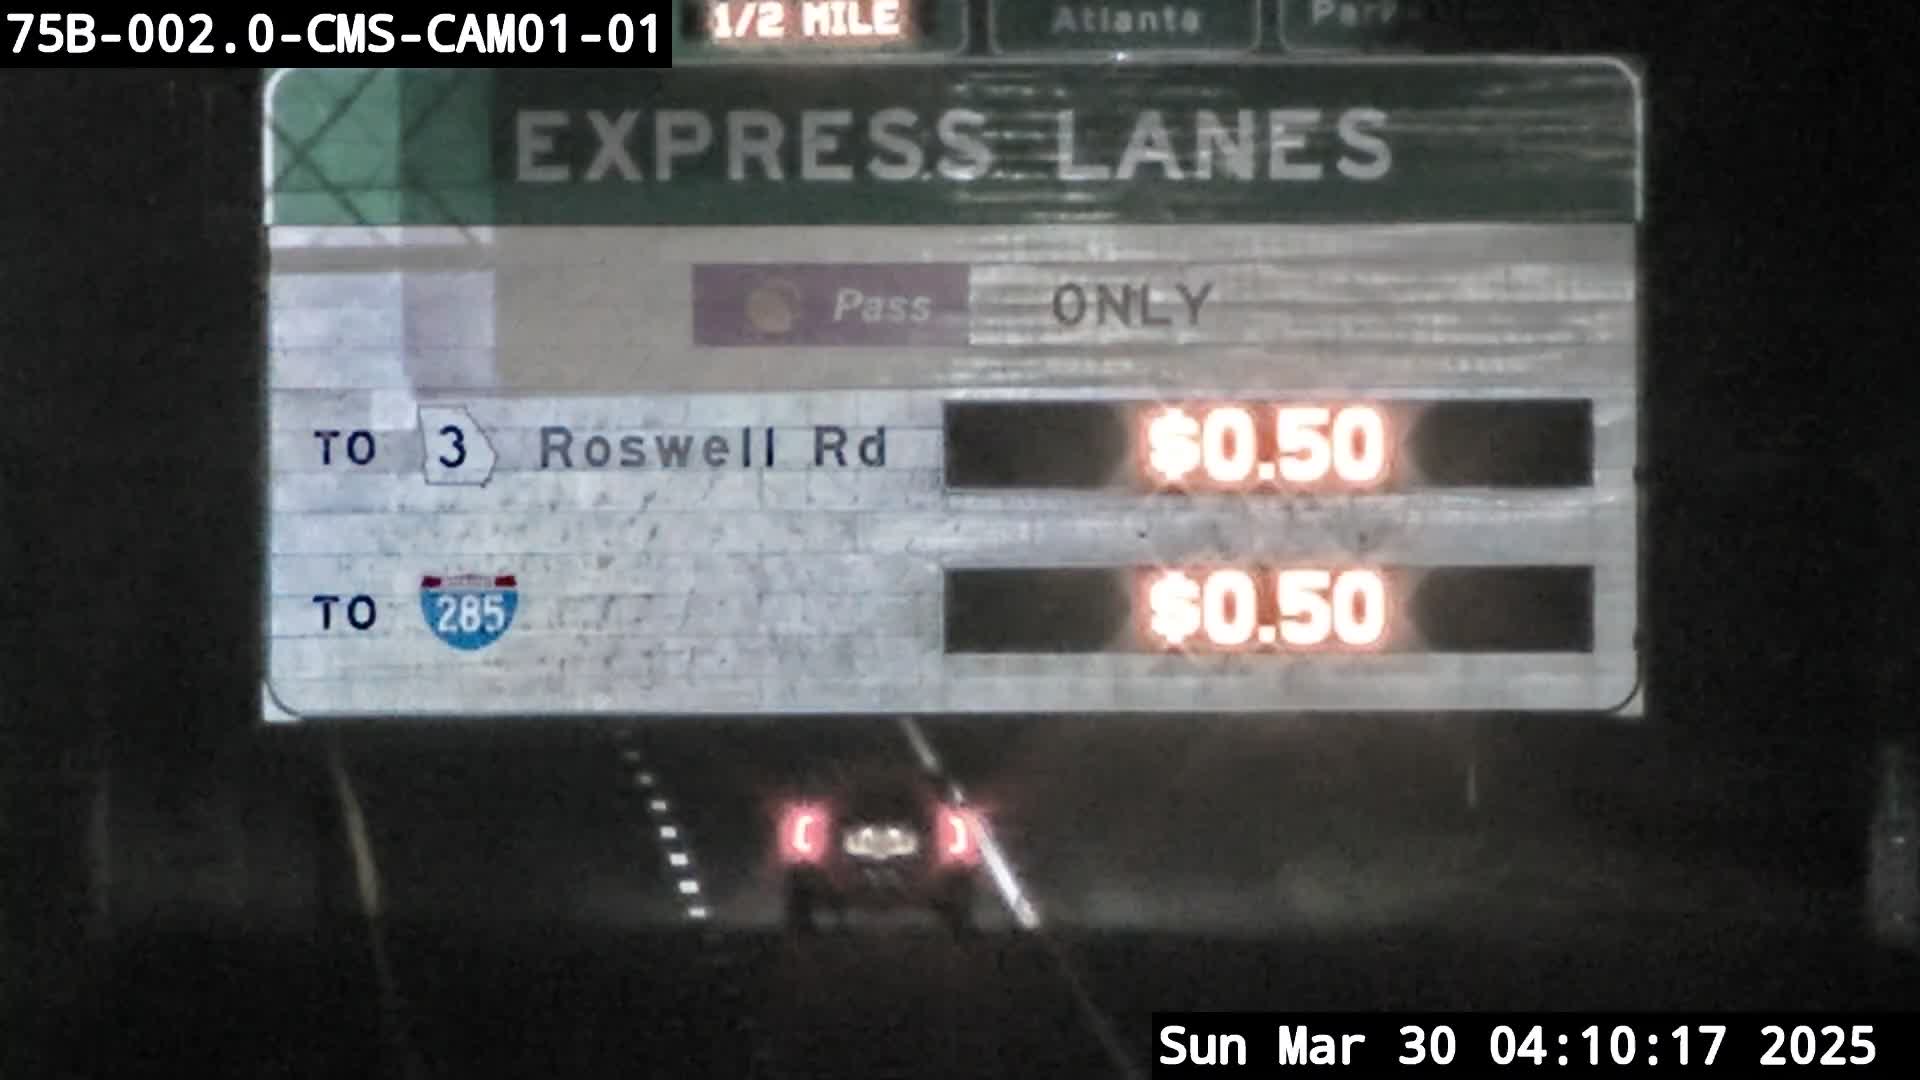 75B-002.0-CMS-CAM01-01
1/2 MILE
Atlanta
EXPRESS LANES
Pass ONLY
TO 3 Roswell Rd $0.50
TO 285 $0.50
Sun Mar 30 04:10:17 2025